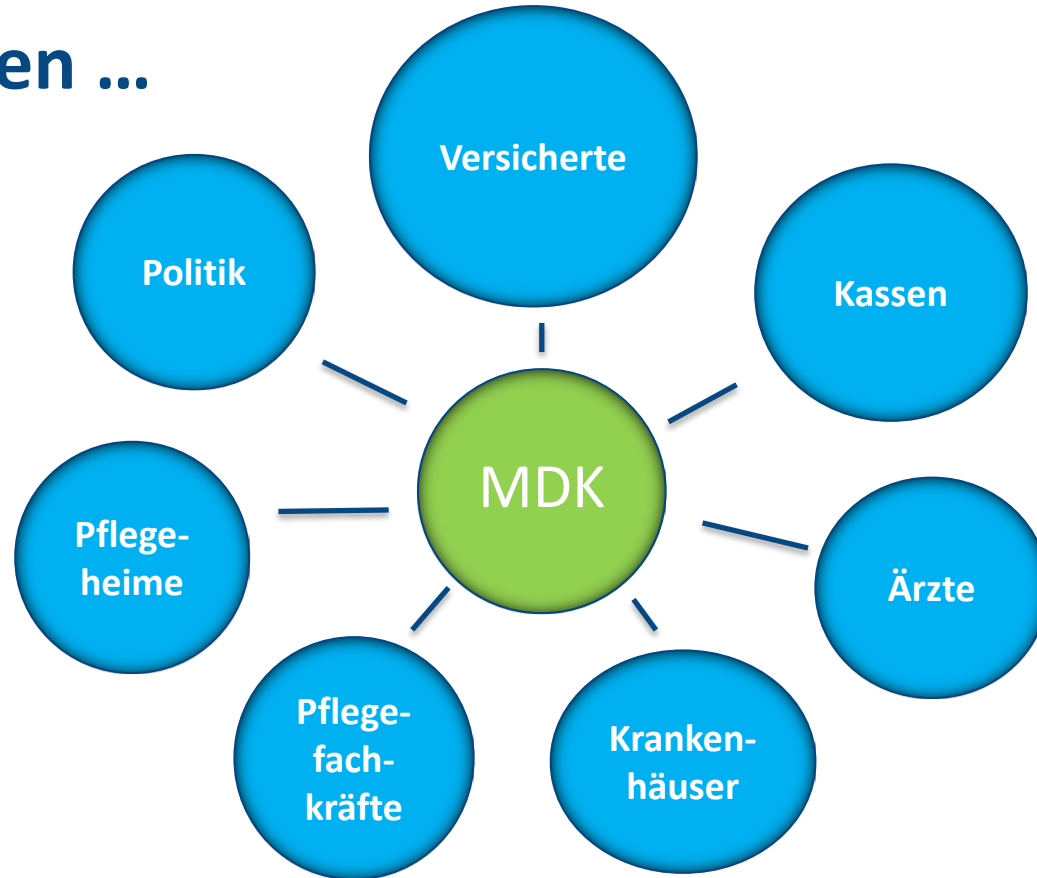 en ...
Versicherte
Politik
Kassen
MDK
Pflege-
heime
Ärzte
Pflege-
fach-
kräfte
Kranken-
häuser